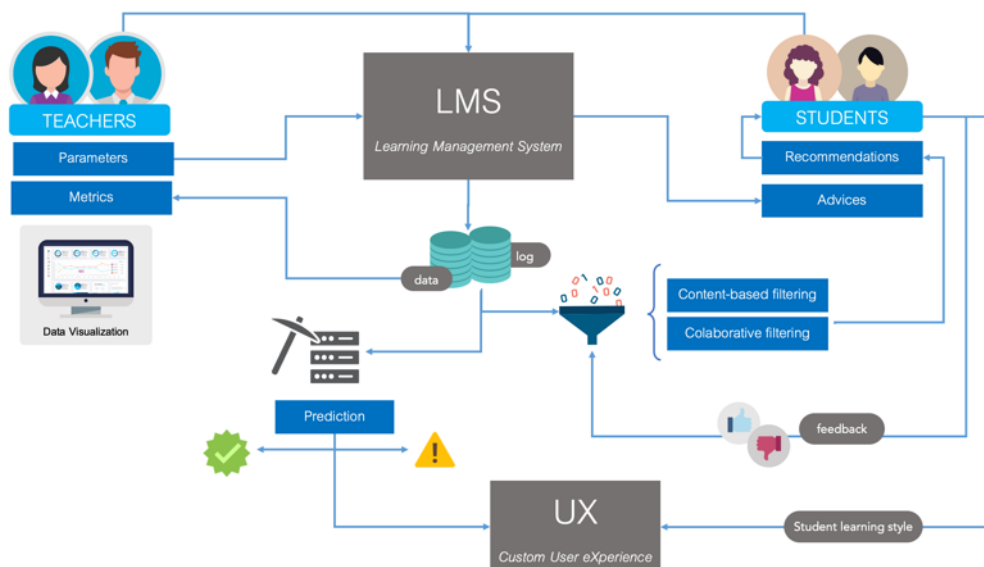 LMS
Learning Management System
TEACHERS
Parameters
Metrics
Data Visualization
STUDENTS
Recommendations
Advices
data
log
Content-based filtering
Colaborative filtering
Prediction
feedback
UX
Custom User eXperience
Student learning style